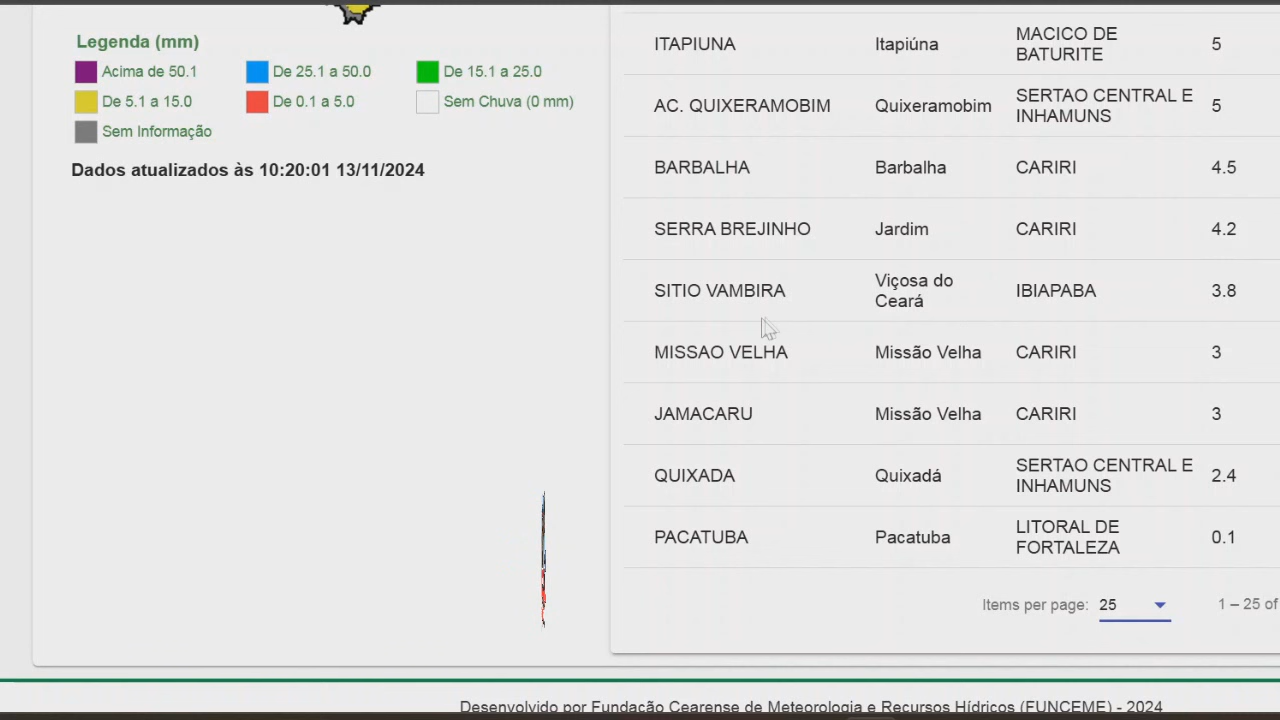 Legenda (mm)
Acima de 50.1
De 25.1 a 50.0
De 15.1 a 25.0
De 5.1 a 15.0
De 0.1 a 5.0
Sem Chuva (0 mm)
Sem Informação
Dados atualizados às 10:20:01 13/11/2024
ITAPIUNA Itapiúna MACICO DE BATURITE 5
AC. QUIXERAMOBIM Quixeramobim SERTAO CENTRAL E INHAMUNS 5
BARBALHA Barbalha CARIRI 4.5
SERRA BREJINHO Jardim CARIRI 4.2
SITIO VAMBIRA Viçosa do Ceará IBIAPABA 3.8
MISSAO VELHA Missão Velha CARIRI 3
JAMACARU Missão Velha CARIRI 3
QUIXADA Quixadá SERTAO CENTRAL E INHAMUNS 2.4
PACATUBA Pacatuba LITORAL DE FORTALEZA 0.1
Items per page: 25 1 – 25 of
Desenvolvido por Fundação Cearense de Meteorologia e Recursos Hídricos (FUNCEME) - 2024